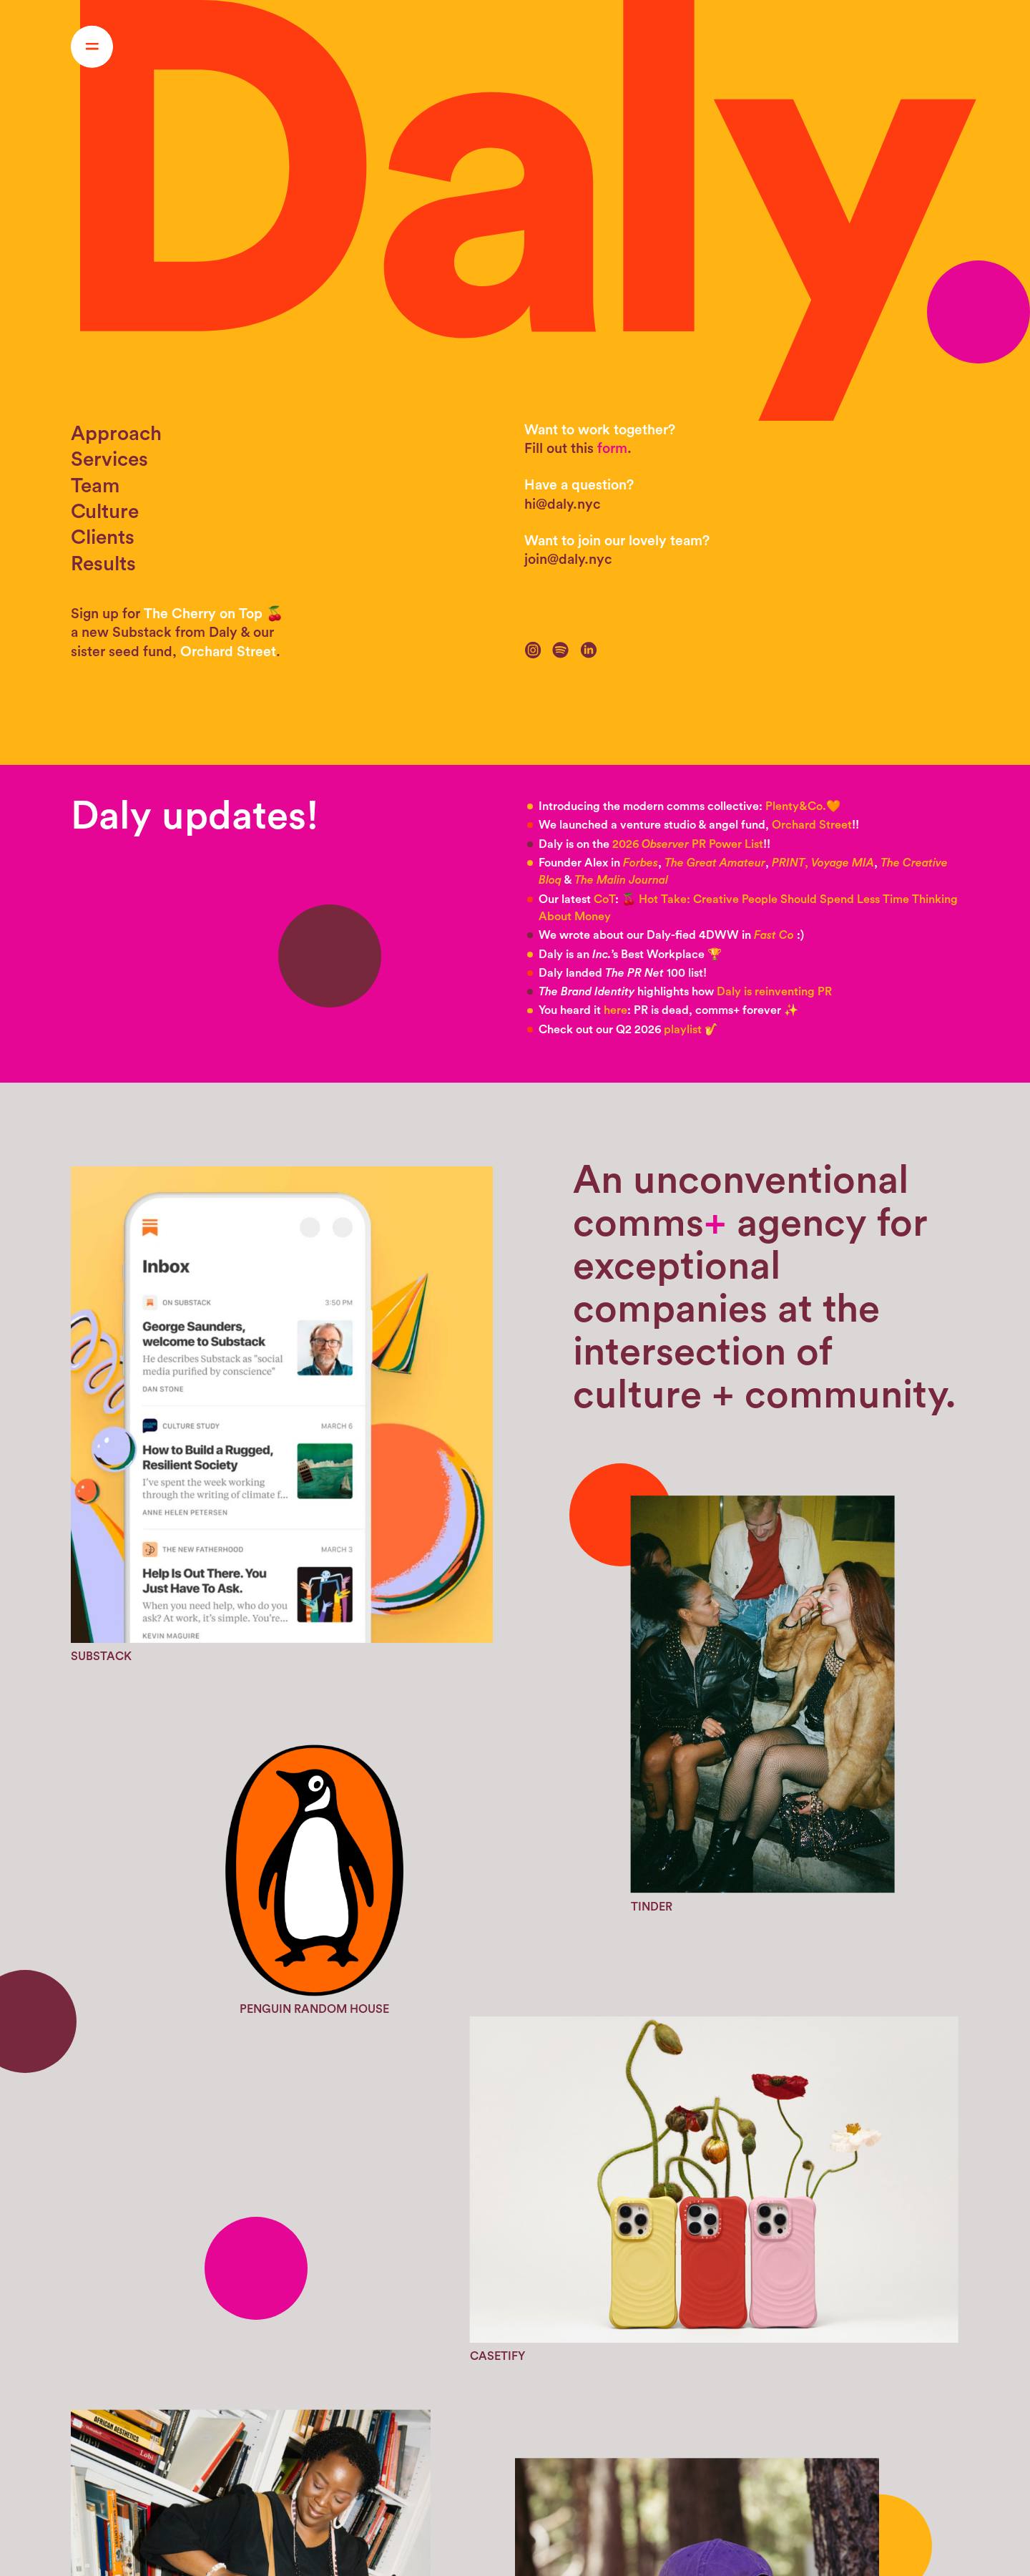 Daly
Approach
Services
Team
Culture
Clients
Results
Sign up for The Cherry on Top 🍒
a new Substack from Daly & our
sister seed fund, Orchard Street.
Want to work together?
Fill out this form.
Have a question?
hi@daly.nyc
Want to join our lovely team?
join@daly.nyc
in
Daly updates!
Introducing the modern comms collective: Plenty&Co.🧡
We launched a venture studio & angel fund, Orchard Street!!
Daly is on the 2026 Observer PR Power List!!
Founder Alex in Forbes, The Great Amateur, PRINT, Voyage MIA, The Creative
Bloq & The Malin Journal
Our latest CoT: 🍒 Hot Take: Creative People Should Spend Less Time Thinking
About Money
We wrote about our Daly-fied 4DWW in Fast Co :)
Daly is an Inc.'s Best Workplace 🏆
Daly landed The PR Net 100 list!
The Brand Identity highlights how Daly is reinventing PR
You heard it here: PR is dead, comms+ forever ✨
Check out our Q2 2026 playlist 🎷
An unconventional
comms+ agency for
exceptional
companies at the
intersection of
culture + community.
Inbox
ON SUBSTACK 3:50 PM
George Saunders,
welcome to Substack
He describes Substack as "social
media purified by conscience"
DAN STONE
CULTURE STUDY MARCH 6
How to Build a Rugged,
Resilient Society
I've spent the week working
through the writing of climate f...
ANNE HELEN PETERSEN
THE NEW FATHERHOOD MARCH 3
Help Is Out There. You
Just Have To Ask.
When you need help, who do you
ask? At work, it's simple. You're...
KEVIN MAGUIRE
SUBSTACK
TINDER
PENGUIN RANDOM HOUSE
CASETIFY
AFRICAN AESTHETICS
Lobi